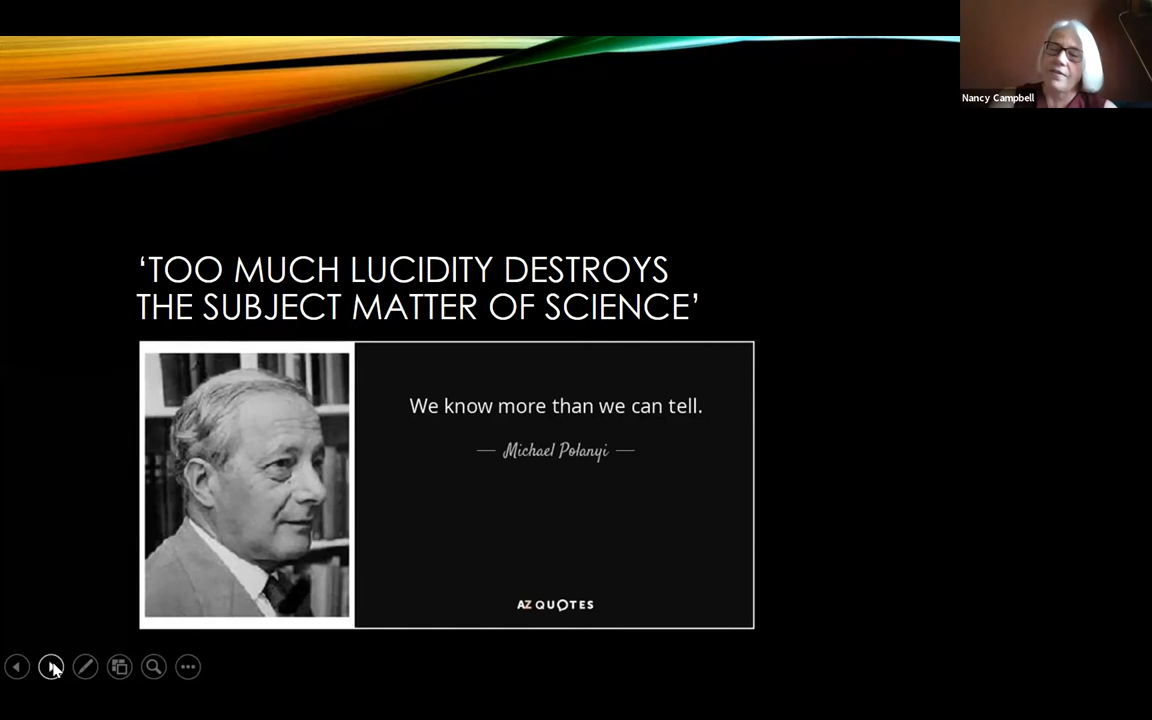 Nancy Campbell
‘TOO MUCH LUCIDITY DESTROYS
THE SUBJECT MATTER OF SCIENCE’
We know more than we can tell.
— Michael Polanyi —
AZ QUOTES